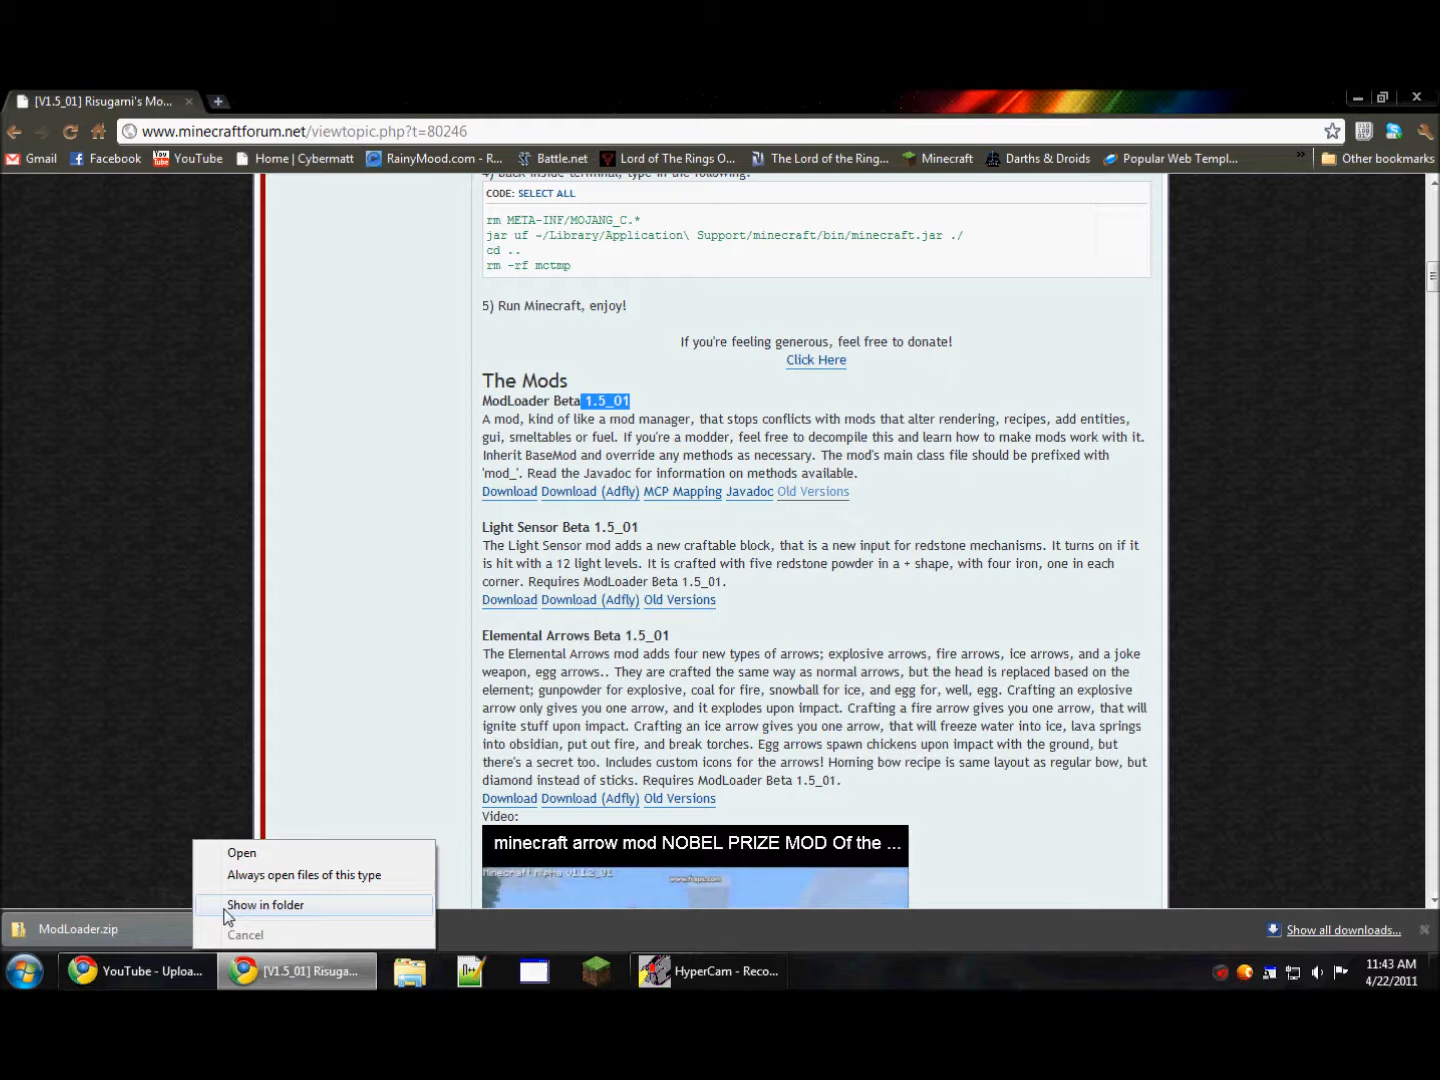 [V1.5_01] Risugami's Mo...
www.minecraftforum.net/viewtopic.php?t=80246
Gmail Facebook YouTube Home | Cybermatt RainyMood.com - R... Battle.net Lord of The Rings O... The Lord of the Ring... Minecraft Darths & Droids Popular Web Templ... » Other bookmarks
4) Back inside terminal, type in the following:
CODE: SELECT ALL
rm META-INF/MOJANG_C.*
jar uf ~/Library/Application\ Support/minecraft/bin/minecraft.jar ./
cd ..
rm -rf mctmp
5) Run Minecraft, enjoy!
If you're feeling generous, feel free to donate!
Click Here
The Mods
ModLoader Beta 1.5_01
A mod, kind of like a mod manager, that stops conflicts with mods that alter rendering, recipes, add entities,
gui, smeltables or fuel. If you're a modder, feel free to decompile this and learn how to make mods work with it.
Inherit BaseMod and override any methods as necessary. The mod's main class file should be prefixed with
'mod_'. Read the Javadoc for information on methods available.
Download Download (Adfly) MCP Mapping Javadoc Old Versions
Light Sensor Beta 1.5_01
The Light Sensor mod adds a new craftable block, that is a new input for redstone mechanisms. It turns on if it
is hit with a 12 light levels. It is crafted with five redstone powder in a + shape, with four iron, one in each
corner. Requires ModLoader Beta 1.5_01.
Download Download (Adfly) Old Versions
Elemental Arrows Beta 1.5_01
The Elemental Arrows mod adds four new types of arrows; explosive arrows, fire arrows, ice arrows, and a joke
weapon, egg arrows.. They are crafted the same way as normal arrows, but the head is replaced based on the
element; gunpowder for explosive, coal for fire, snowball for ice, and egg for, well, egg. Crafting an explosive
arrow only gives you one arrow, and it explodes upon impact. Crafting a fire arrow gives you one arrow, that will
ignite stuff upon impact. Crafting an ice arrow gives you one arrow, that will freeze water into ice, lava springs
into obsidian, put out fire, and break torches. Egg arrows spawn chickens upon impact with the ground, but
there's a secret too. Includes custom icons for the arrows! Homing bow recipe is same layout as regular bow, but
diamond instead of sticks. Requires ModLoader Beta 1.5_01.
Download Download (Adfly) Old Versions
Video:
minecraft arrow mod NOBEL PRIZE MOD Of the ...
Minecraft Alpha v1.1.2_01
www.fraps.com
Open
Always open files of this type
Show in folder
Cancel
ModLoader.zip
Show all downloads...
YouTube - Uploa... [V1.5_01] Risuga... HyperCam - Reco...
11:43 AM
4/22/2011